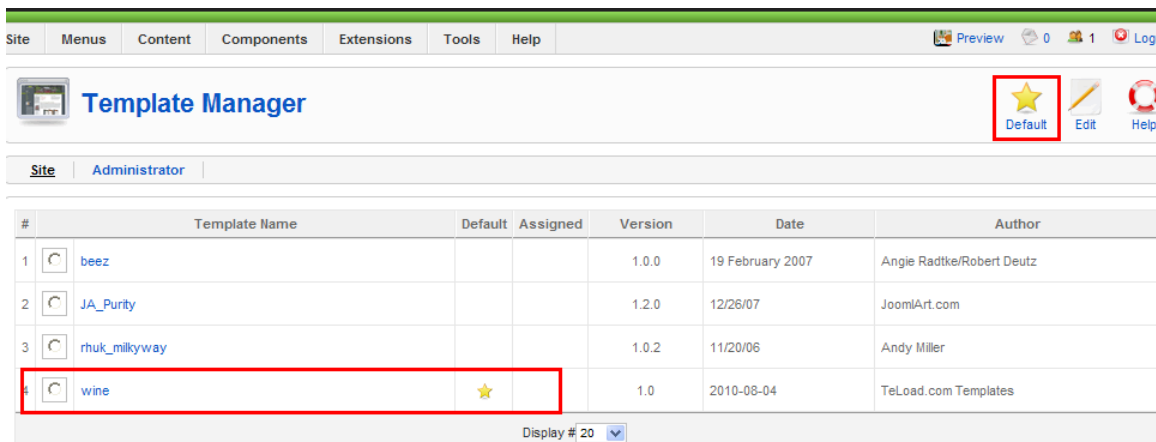 Site Menus Content Components Extensions Tools Help Preview 0 1 Log
Template Manager
Default Edit Help
Site Administrator
# Template Name Default Assigned Version Date Author
1 beez 1.0.0 19 February 2007 Angie Radtke/Robert Deutz
2 JA_Purity 1.2.0 12/26/07 JoomlArt.com
3 rhuk_milkyway 1.0.2 11/20/06 Andy Miller
4 wine 1.0 2010-08-04 TeLoad.com Templates
Display # 20